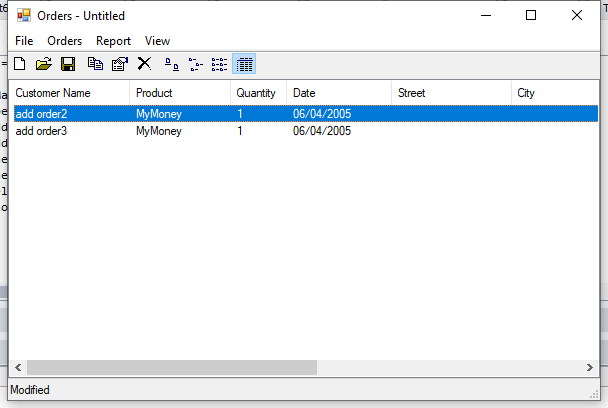 Orders - Untitled
File Orders Report View
Customer Name Product Quantity Date Street City
add order2 MyMoney 1 06/04/2005
add order3 MyMoney 1 06/04/2005
Modified